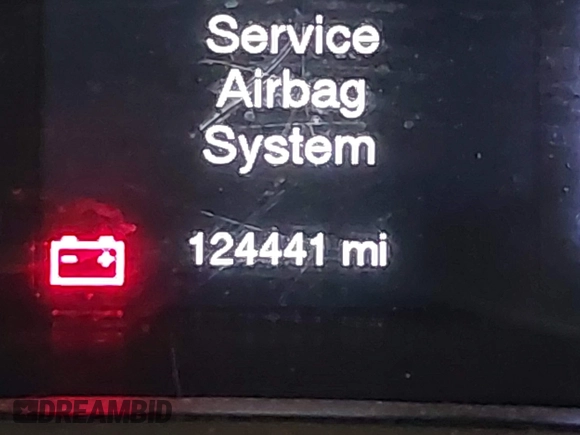 Service
Airbag
System
124441 mi
DREAMBID